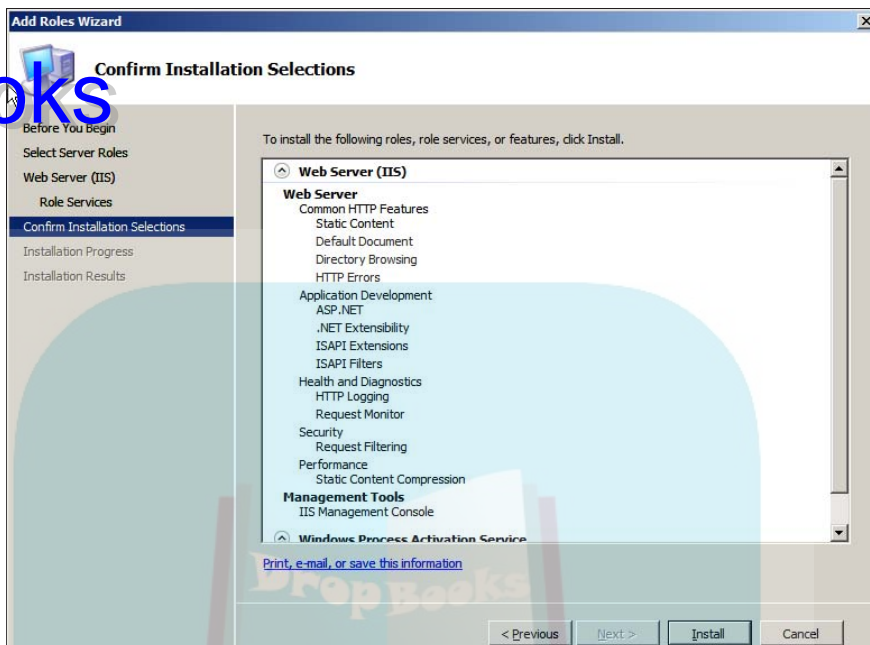 Add Roles Wizard
Confirm Installation Selections
oks
Before You Begin
Select Server Roles
Web Server (IIS)
Role Services
Confirm Installation Selections
Installation Progress
Installation Results
To install the following roles, role services, or features, click Install.
Web Server (IIS)
Web Server
Common HTTP Features
Static Content
Default Document
Directory Browsing
HTTP Errors
Application Development
ASP.NET
.NET Extensibility
ISAPI Extensions
ISAPI Filters
Health and Diagnostics
HTTP Logging
Request Monitor
Security
Request Filtering
Performance
Static Content Compression
Management Tools
IIS Management Console
Windows Process Activation Service
Print, e-mail, or save this information
DropBooks
< Previous
Next >
Install
Cancel